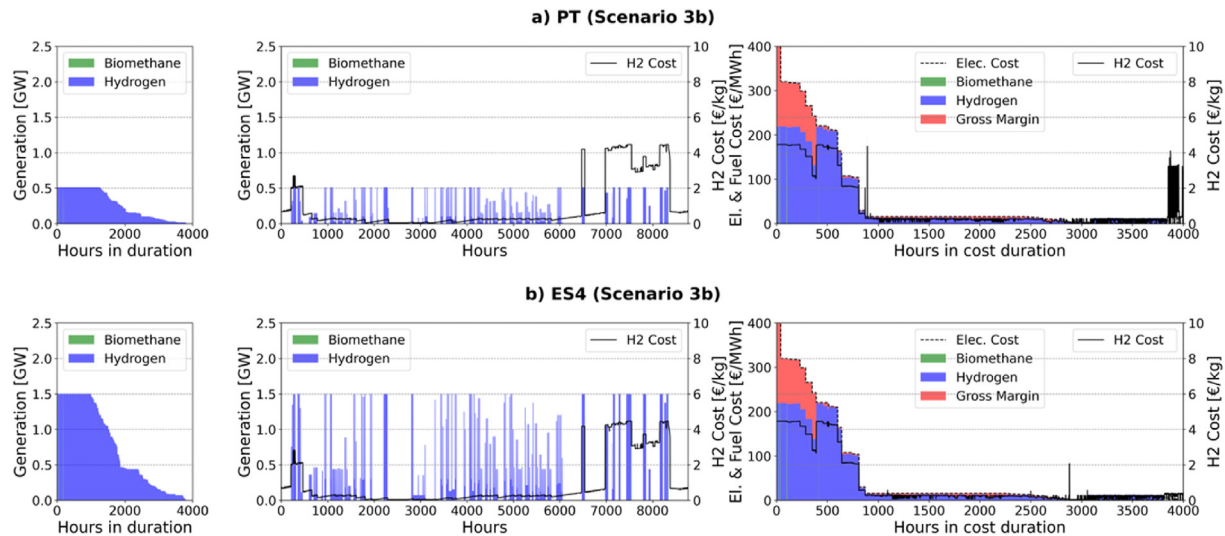 a) PT (Scenario 3b)
Generation [GW]
2.5
2.0
1.5
1.0
0.5
0.0
Biomethane
Hydrogen
0 2000 4000
Hours in duration
Generation [GW]
2.5
2.0
1.5
1.0
0.5
0.0
Biomethane
Hydrogen
H2 Cost
0 1000 2000 3000 4000 5000 6000 7000 8000
Hours
10
8
6
4
2
0
H2 Cost [€/kg]
El. & Fuel Cost [€/MWh]
400
300
200
100
0
Elec. Cost
Biomethane
Hydrogen
Gross Margin
H2 Cost
0 500 1000 1500 2000 2500 3000 3500 4000
Hours in cost duration
10
8
6
4
2
0
H2 Cost [€/kg]
b) ES4 (Scenario 3b)
Generation [GW]
2.5
2.0
1.5
1.0
0.5
0.0
Biomethane
Hydrogen
0 2000 4000
Hours in duration
Generation [GW]
2.5
2.0
1.5
1.0
0.5
0.0
Biomethane
Hydrogen
H2 Cost
0 1000 2000 3000 4000 5000 6000 7000 8000
Hours
10
8
6
4
2
0
H2 Cost [€/kg]
El. & Fuel Cost [€/MWh]
400
300
200
100
0
Elec. Cost
Biomethane
Hydrogen
Gross Margin
H2 Cost
0 500 1000 1500 2000 2500 3000 3500 4000
Hours in cost duration
10
8
6
4
2
0
H2 Cost [€/kg]